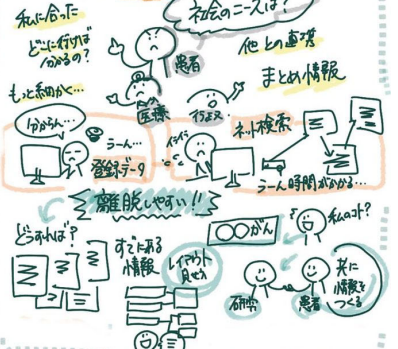 社会のニーズは?
私に合った
どこに行けば
分かるの?
患者
他との連携
まとめ情報
もっと細かく…
医療
行政
分からん…
うーん…
登録データ
イライラ
ネット検索
うーん時間がかかる…
離脱しやすい!!
どうすれば?
すでにある
情報
レイアウト
見せ方
〇〇がん
私のコト?
研究
患者
共に
情報を
つくる